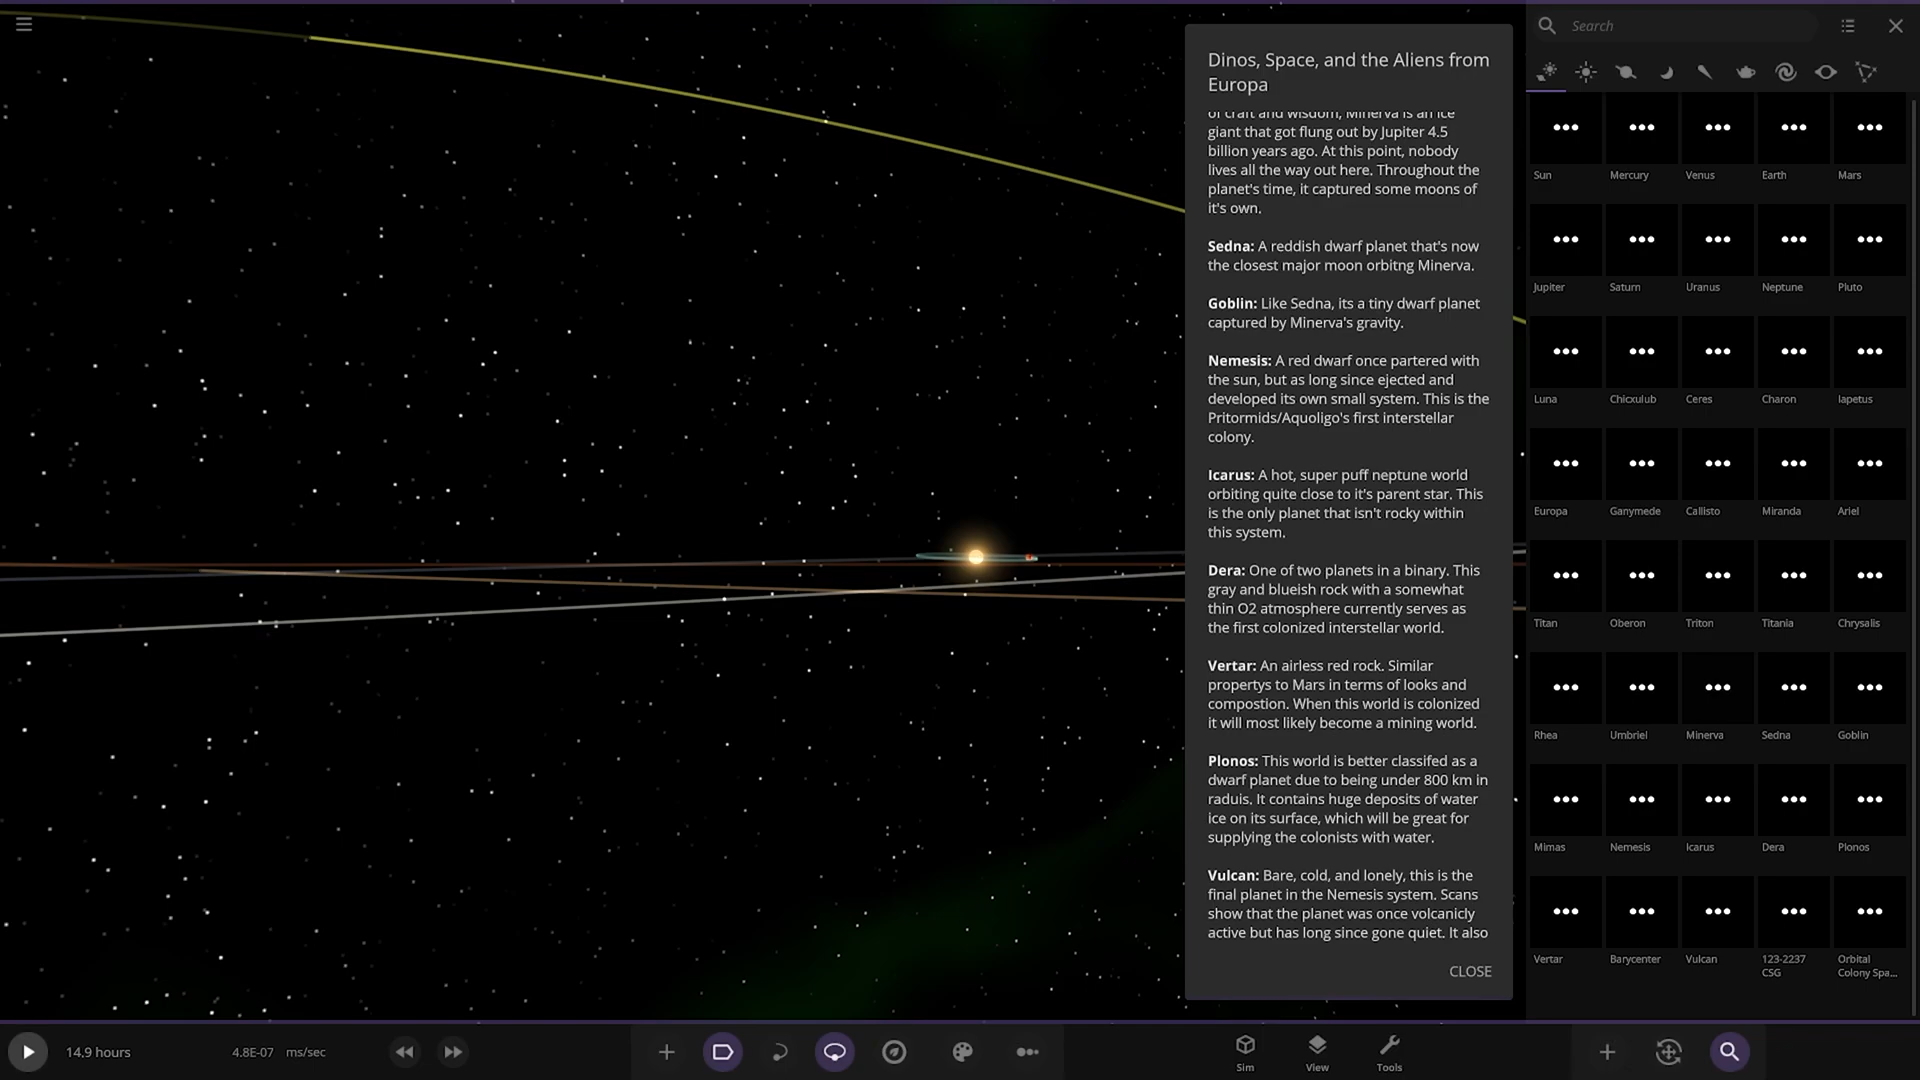 Search
Dinos, Space, and the Aliens from
Europa
of craft and wisdom, Minerva is an ice
giant that got flung out by Jupiter 4.5
billion years ago. At this point, nobody
lives all the way out here. Throughout the
planet's time, it captured some moons of
it's own.
Sedna: A reddish dwarf planet that's now
the closest major moon orbitng Minerva.
Goblin: Like Sedna, its a tiny dwarf planet
captured by Minerva's gravity.
Nemesis: A red dwarf once partered with
the sun, but as long since ejected and
developed its own small system. This is the
Pritormids/Aquoligo's first interstellar
colony.
Icarus: A hot, super puff neptune world
orbiting quite close to it's parent star. This
is the only planet that isn't rocky within
this system.
Dera: One of two planets in a binary. This
gray and blueish rock with a somewhat
thin O2 atmosphere currently serves as
the first colonized interstellar world.
Vertar: An airless red rock. Similar
propertys to Mars in terms of looks and
compostion. When this world is colonized
it will most likely become a mining world.
Plonos: This world is better classifed as a
dwarf planet due to being under 800 km in
raduis. It contains huge deposits of water
ice on its surface, which will be great for
supplying the colonists with water.
Vulcan: Bare, cold, and lonely, this is the
final planet in the Nemesis system. Scans
show that the planet was once volcanicly
active but has long since gone quiet. It also
CLOSE
Sun Mercury Venus Earth Mars
Jupiter Saturn Uranus Neptune Pluto
Luna Chicxulub Ceres Charon Iapetus
Europa Ganymede Callisto Miranda Ariel
Titan Oberon Triton Titania Chrysalis
Rhea Umbriel Minerva Sedna Goblin
Mimas Nemesis Icarus Dera Plonos
Vertar Barycenter Vulcan 123-2237 Orbital
CSG Colony Spa...
14.9 hours 4.8E-07 ms/sec
Sim View Tools